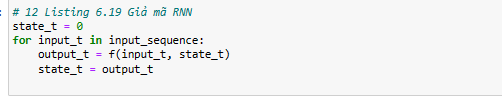 # 12 Listing 6.19 Giả mã RNN
state_t = 0
for input_t in input_sequence:
    output_t = f(input_t, state_t)
    state_t = output_t